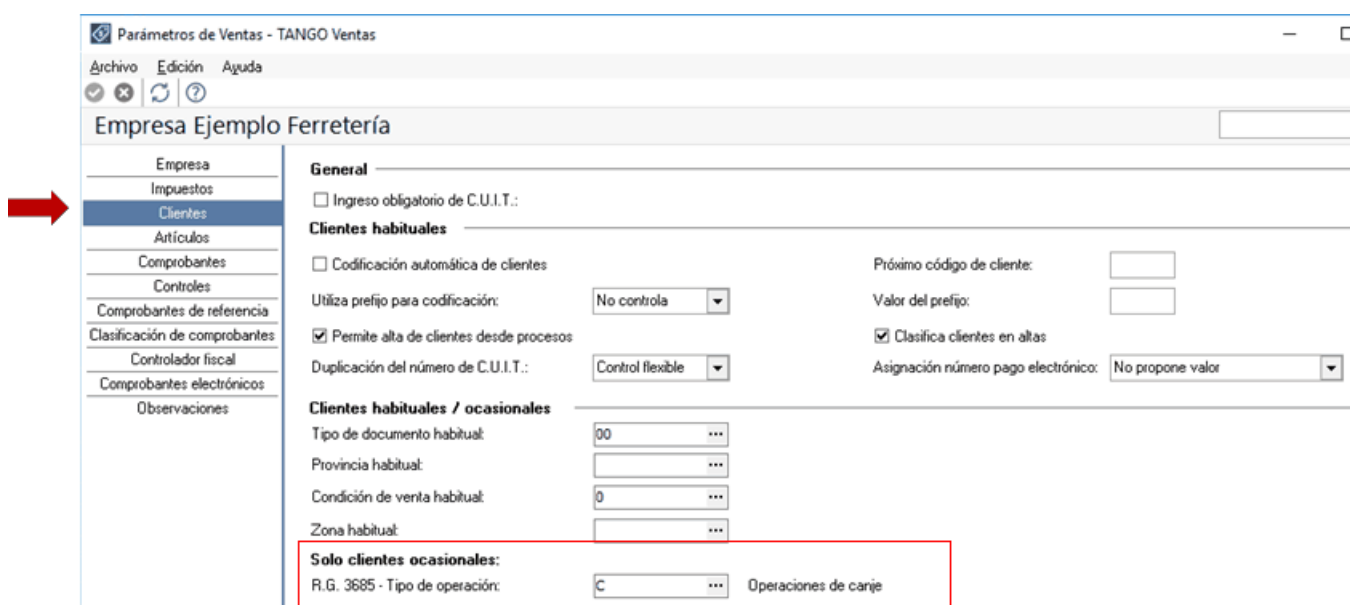 Parámetros de Ventas - TANGO Ventas
Archivo Edición Ayuda
Empresa Ejemplo Ferretería
Empresa
Impuestos
Clientes
Artículos
Comprobantes
Controles
Comprobantes de referencia
Clasificación de comprobantes
Controlador fiscal
Comprobantes electrónicos
Observaciones
General
Ingreso obligatorio de C.U.I.T.:
Clientes habituales
Codificación automática de clientes Próximo código de cliente:
Utiliza prefijo para codificación: No controla Valor del prefijo:
Permite alta de clientes desde procesos Clasifica clientes en altas
Duplicación del número de C.U.I.T.: Control flexible Asignación número pago electrónico: No propone valor
Clientes habituales / ocasionales
Tipo de documento habitual: 00 ...
Provincia habitual: ...
Condición de venta habitual: 0 ...
Zona habitual: ...
Solo clientes ocasionales:
R.G. 3685 - Tipo de operación: C ... Operaciones de canje